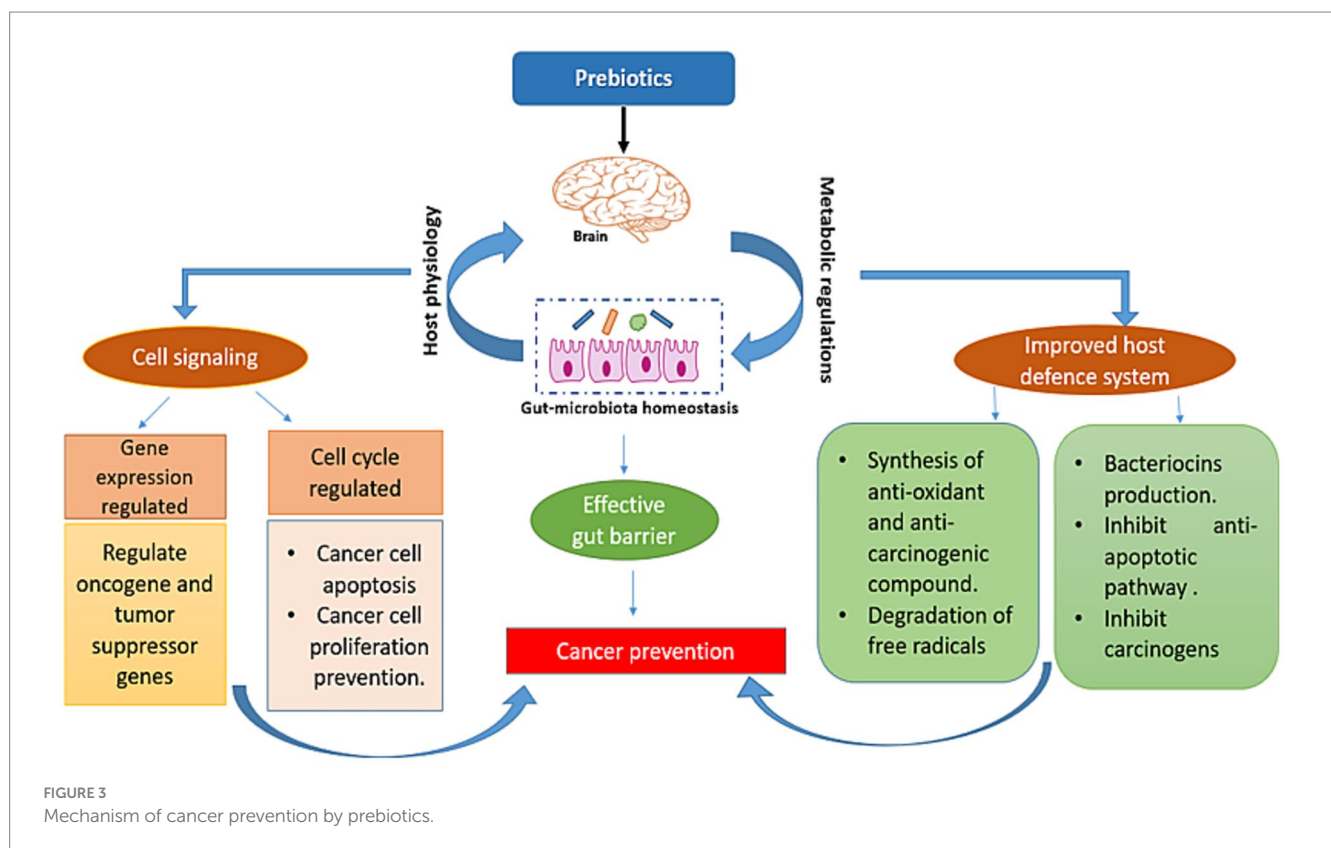 Prebiotics
Brain
Host physiology
Metabolic regulations
Gut-microbiota homeostasis
Cell signaling
Gene
expression
regulated
Cell cycle
regulated
Regulate
oncogene and
tumor
suppressor
genes
• Cancer cell
apoptosis
• Cancer cell
proliferation
prevention.
Effective
gut barrier
Cancer prevention
Improved host
defence system
• Synthesis of
anti-oxidant
and anti-
carcinogenic
compound.
• Degradation of
free radicals
• Bacteriocins
production.
• Inhibit anti-
apoptotic
pathway .
• Inhibit
carcinogens
FIGURE 3
Mechanism of cancer prevention by prebiotics.